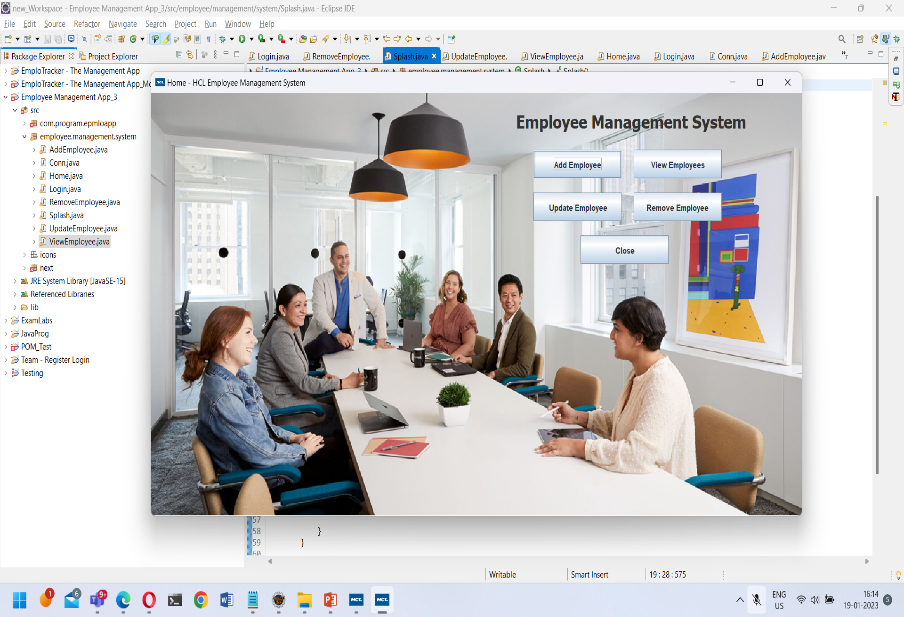 new_Workspace - Employee Management App_3/src/employee/management/system/Splash.java - Eclipse IDE
File Edit Source Refactor Navigate Search Project Run Window Help
Package Explorer Project Explorer
Login.java RemoveEmployee. Splash.java UpdateEmployee. ViewEmployee.ja Home.java Login.java Conn.java AddEmployee.jav
EmploTracker - The Management App
EmploTracker - The Management App_Mo
Employee Management App_3
src
com.program.epmloapp
employee.management.system
AddEmployee.java
Conn.java
Home.java
Login.java
RemoveEmployee.java
Splash.java
UpdateEmployee.java
ViewEmployee.java
icons
next
JRE System Library [JavaSE-15]
Referenced Libraries
lib
ExamLabs
JavaProg
POM_Test
Team - Register Login
Testing
HCL Home - HCL Employee Management System
Employee Management System
Add Employee View Employees
Update Employee Remove Employee
Close
57
58 }
59 }
60
Writable Smart Insert 19 : 28 : 575
ENG
US
16:14
19-01-2023
5